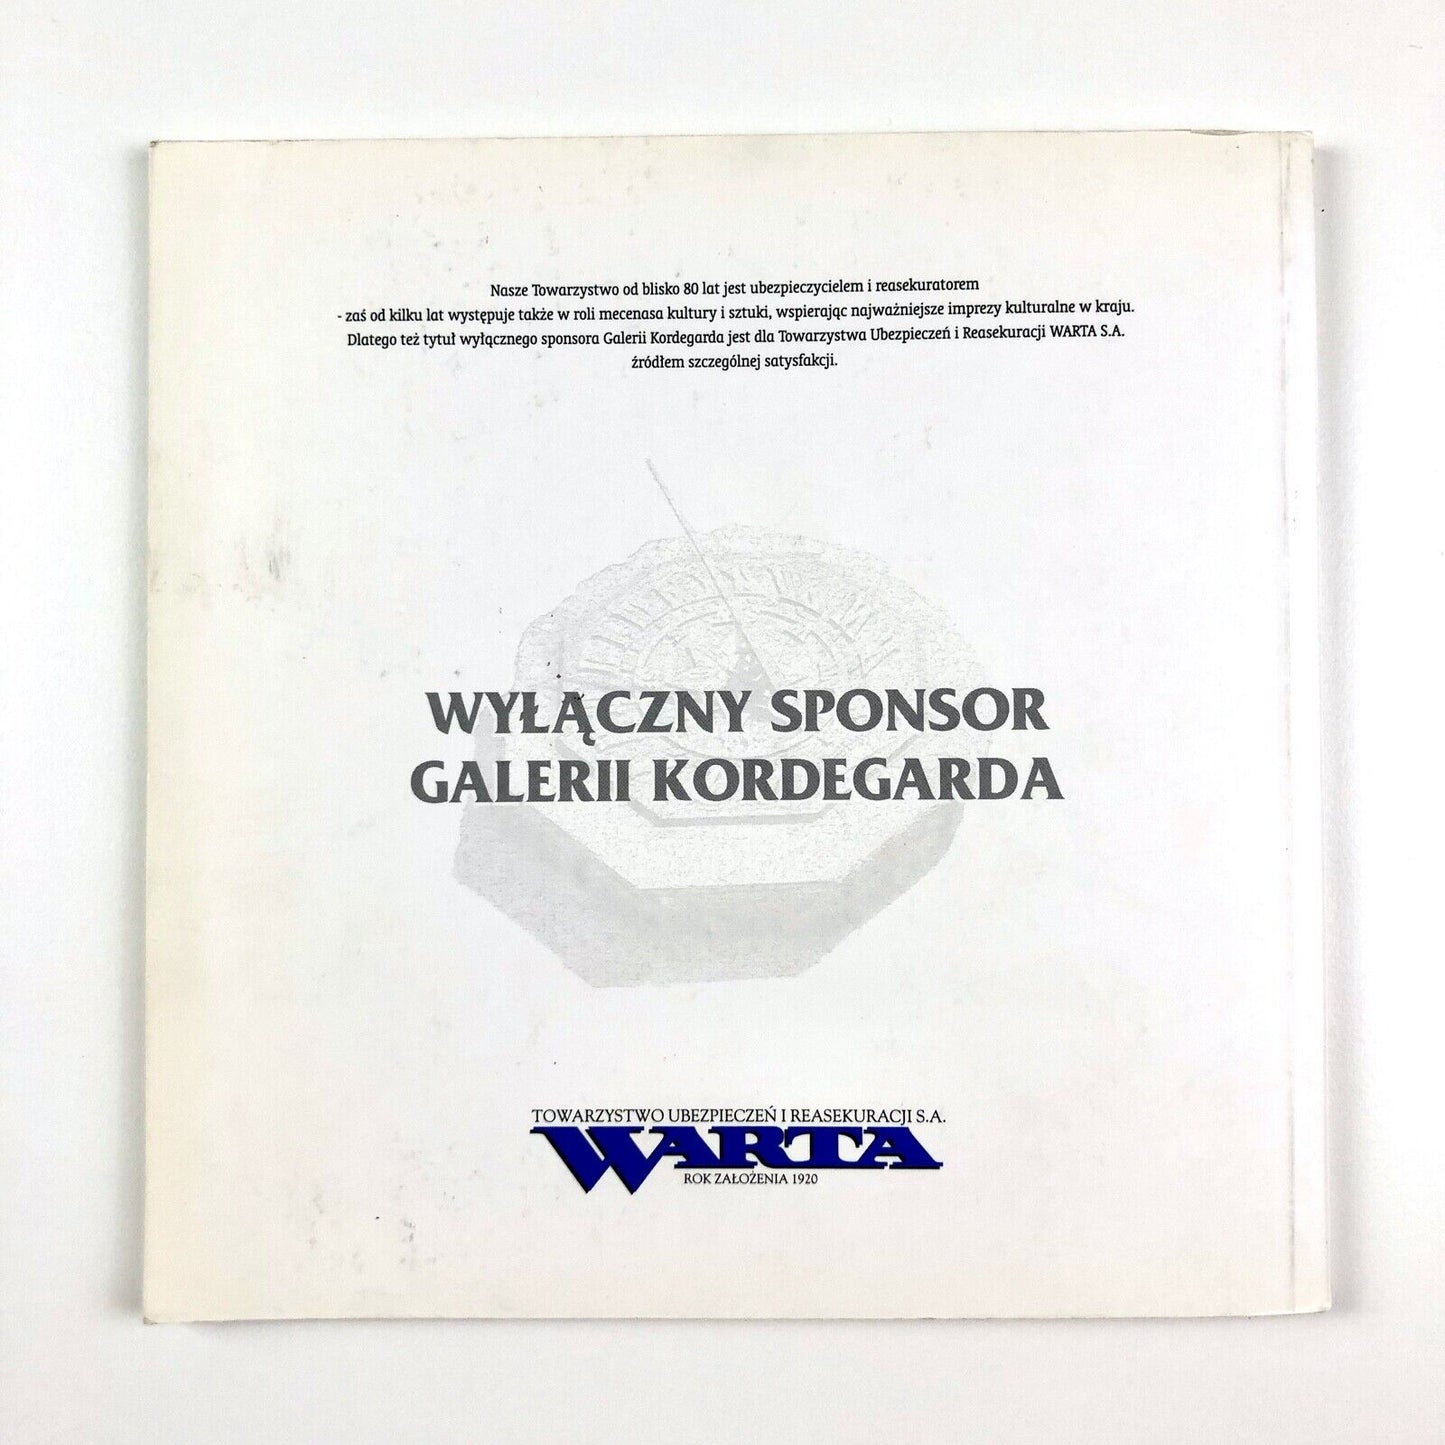 Nasze Towarzystwo od blisko 80 lat jest ubezpieczycielem i reasekuratorem
- zaś od kilku lat występuje także w roli mecenasa kultury i sztuki, wspierając najważniejsze imprezy kulturalne w kraju.
Dlatego też tytuł wyłącznego sponsora Galerii Kordegarda jest dla Towarzystwa Ubezpieczeń i Reasekuracji WARTA S.A.
źródłem szczególnej satysfakcji.
WYŁĄCZNY SPONSOR
GALERII KORDEGARDA
TOWARZYSTWO UBEZPIECZEŃ I REASEKURACJI S.A.
WARTA
ROK ZAŁOŻENIA 1920